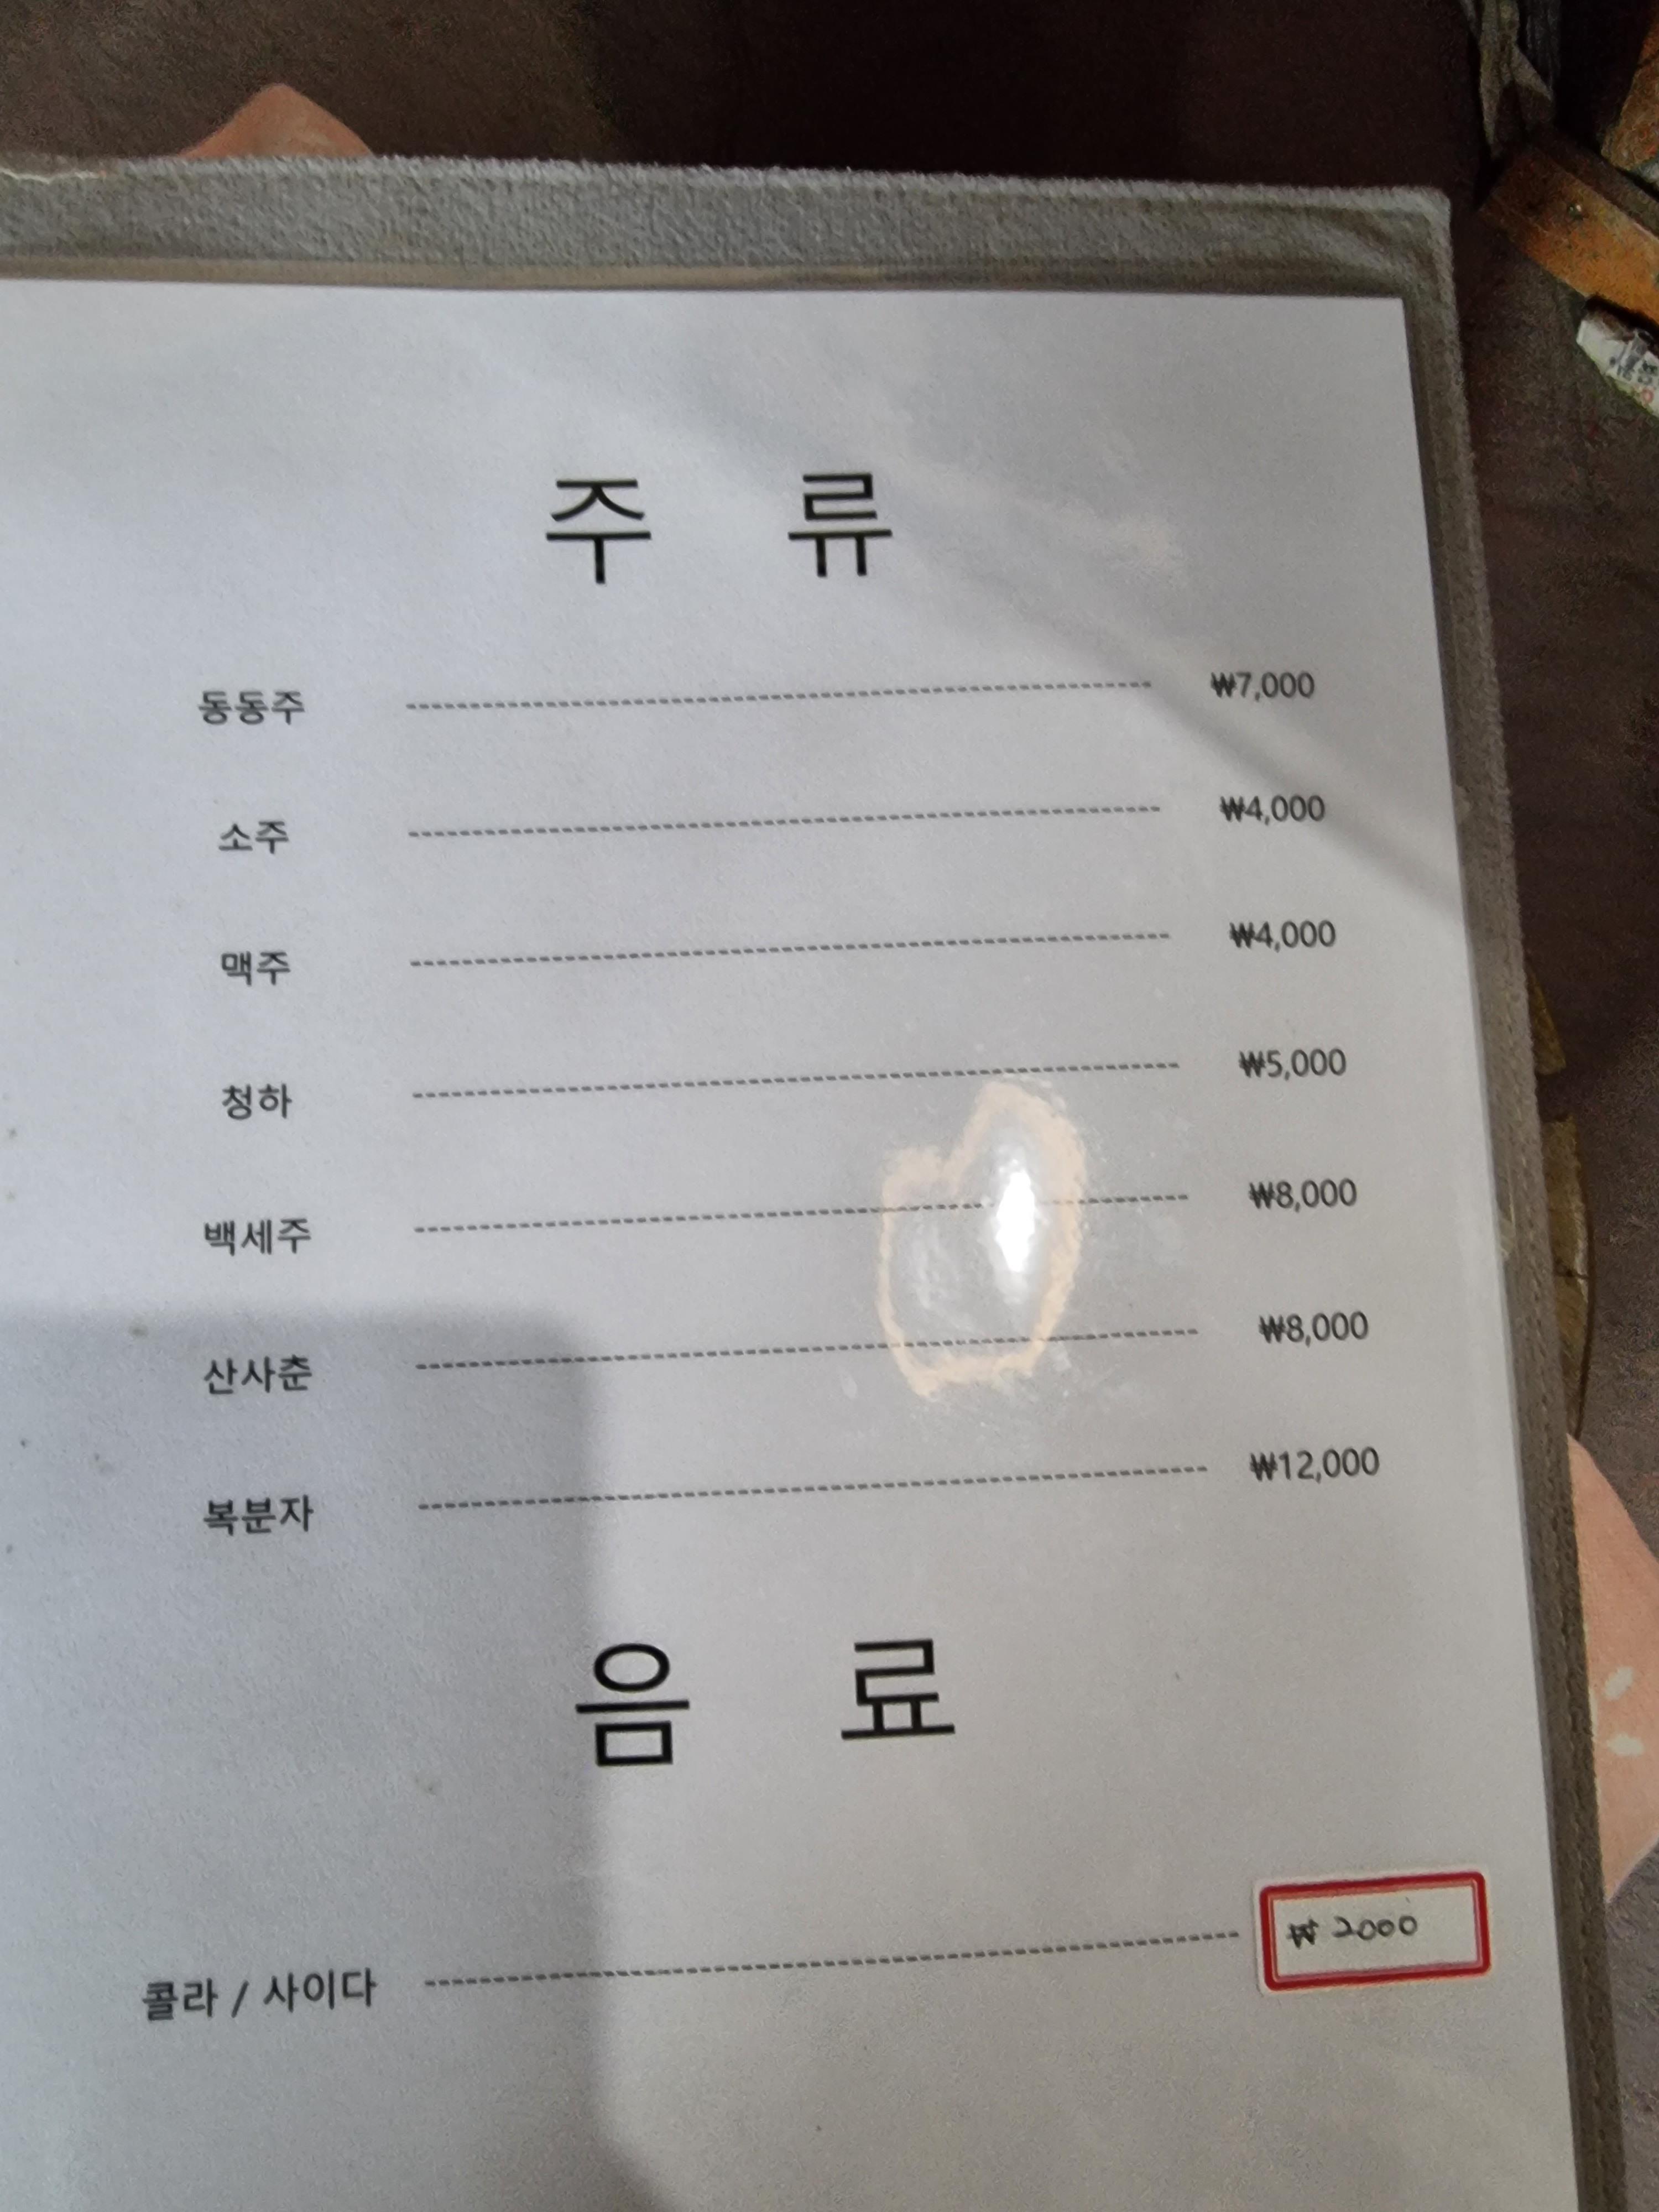 주 류
동동주 ₩7,000
소주 ₩4,000
맥주 ₩4,000
청하 ₩5,000
백세주 ₩8,000
산사춘 ₩8,000
복분자 ₩12,000
음 료
콜라 / 사이다 ₩ 2000